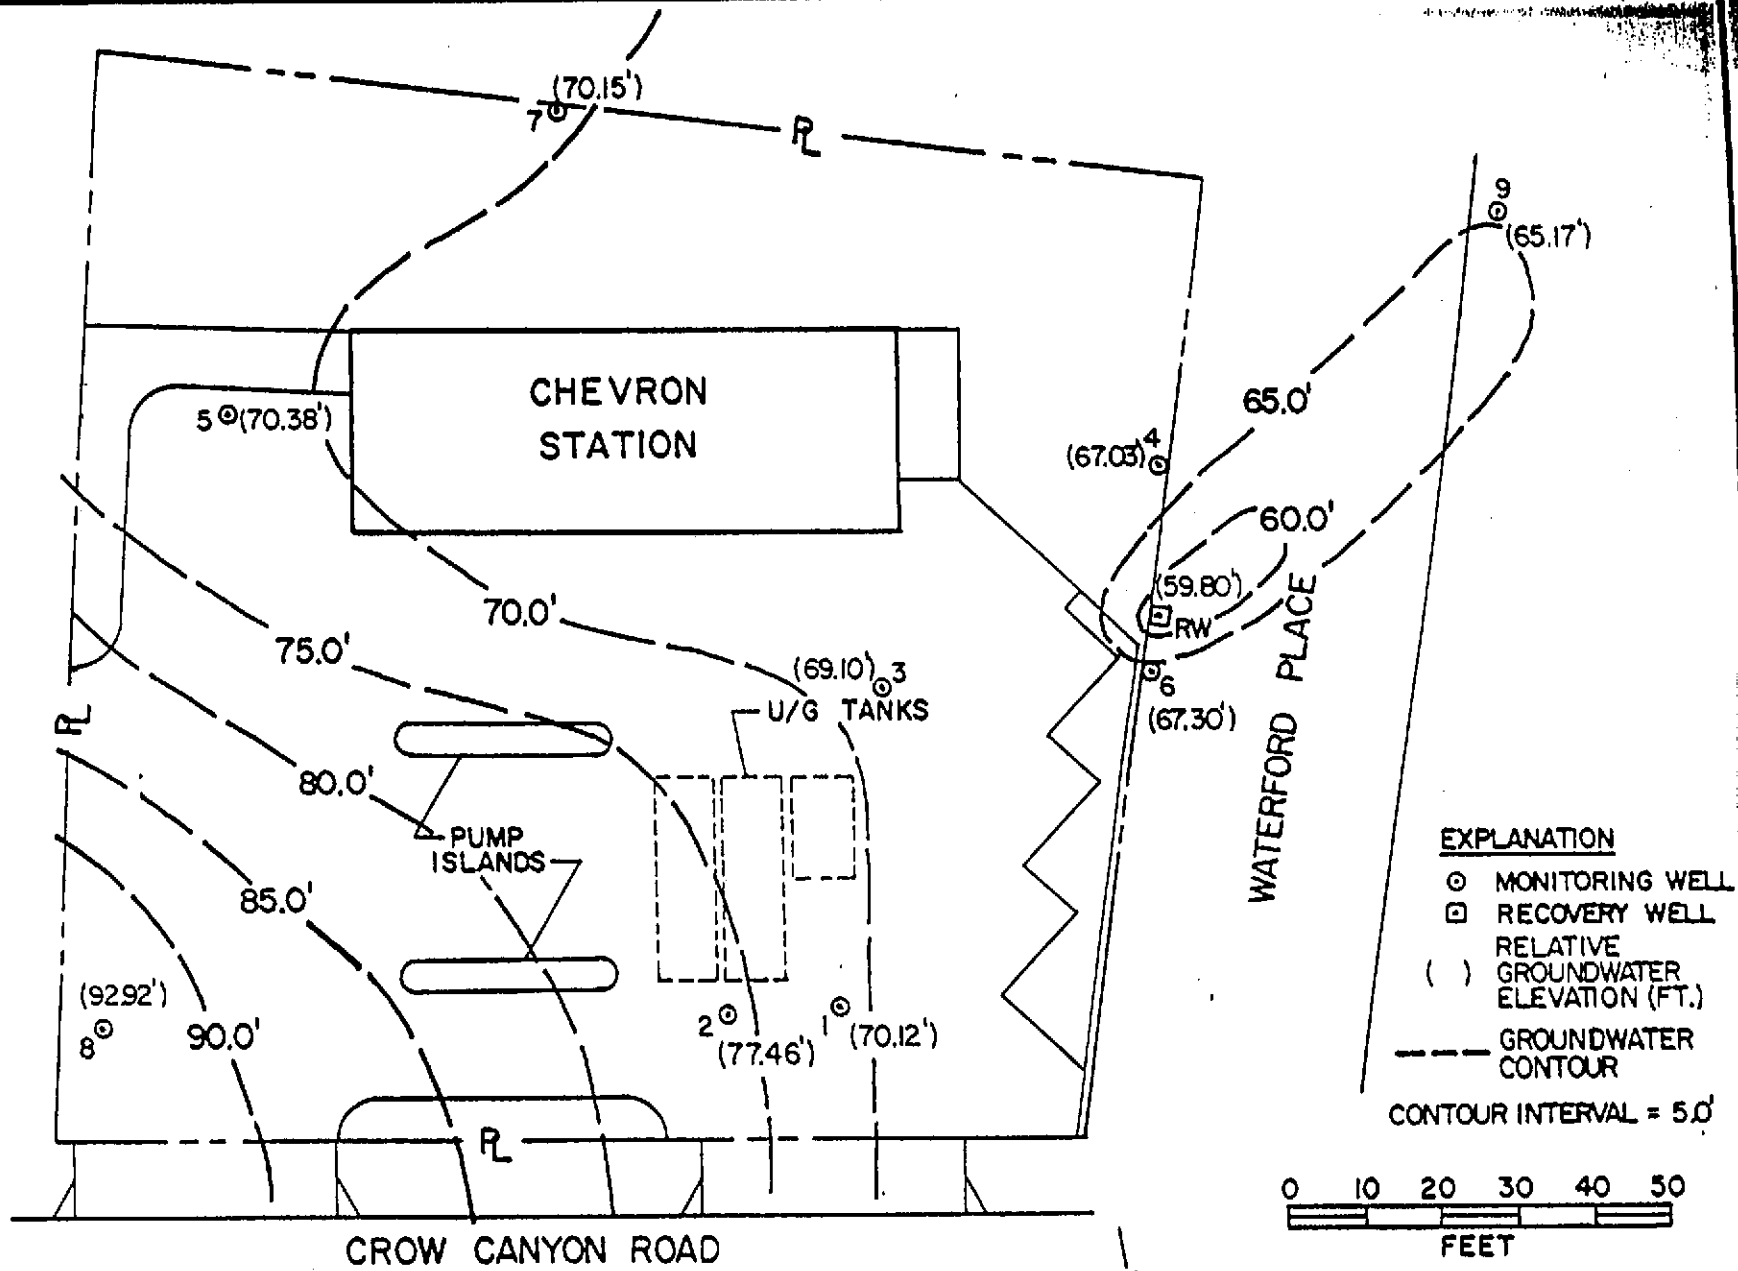 (70.15')
7
PL
9
(65.17')
CHEVRON
STATION
65.0'
5 (70.38')
4
(67.03')
60.0'
(59.80')
RW
70.0'
75.0'
(69.10') 3
U/G TANKS
6
(67.30')
WATERFORD PLACE
PL
80.0'
PUMP
ISLANDS
85.0'
EXPLANATION
MONITORING WELL
RECOVERY WELL
( ) RELATIVE
GROUNDWATER
ELEVATION (FT.)
GROUNDWATER
CONTOUR
CONTOUR INTERVAL = 5.0'
(92.92')
8
90.0'
2
(77.46')
1 (70.12')
PL
0 10 20 30 40 50
FEET
CROW CANYON ROAD